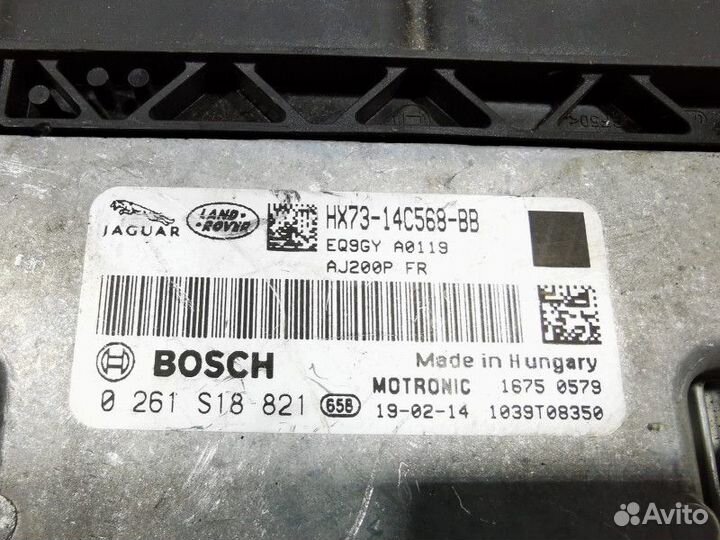 JAGUAR
LAND-ROVER
HX73-14C568-BB
EQ9GY A0119
AJ200P FR
BOSCH
Made in Hungary
0 261 S18 821 65B
MOTRONIC 1675 0579
19-02-14 1039T08350
Avito